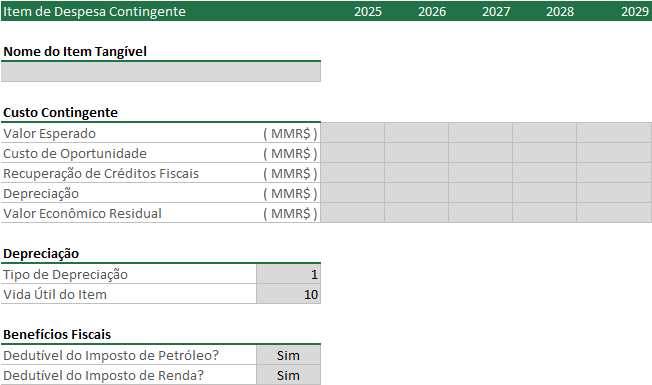 Item de Despesa Contingente 2025 2026 2027 2028 2029
Nome do Item Tangível
Custo Contingente
Valor Esperado ( MMR$ )
Custo de Oportunidade ( MMR$ )
Recuperação de Créditos Fiscais ( MMR$ )
Depreciação ( MMR$ )
Valor Econômico Residual ( MMR$ )
Depreciação
Tipo de Depreciação 1
Vida Útil do Item 10
Benefícios Fiscais
Dedutível do Imposto de Petróleo? Sim
Dedutível do Imposto de Renda? Sim